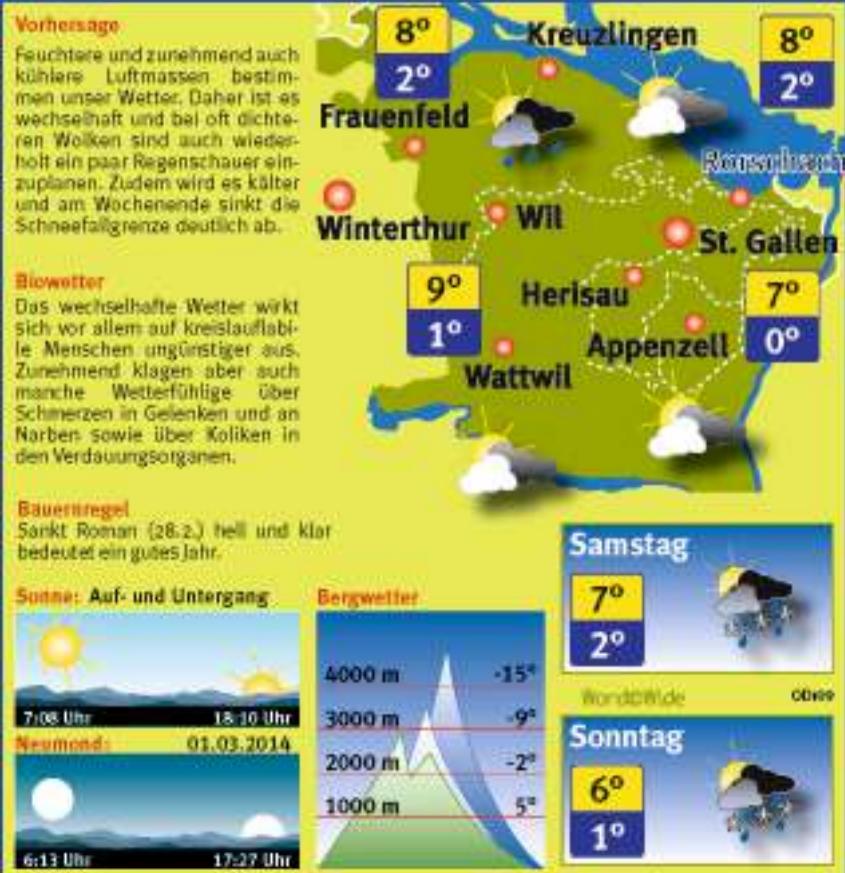 Vorhersage
Feuchtere und zunehmend auch
kühlere Luftmassen bestim-
men unser Wetter. Daher ist es
wechselhaft und bei oft dichte-
ren Wolken sind auch wieder-
holt ein paar Regenschauer ein-
zuplanen. Zudem wird es kälter
und am Wochenende sinkt die
Schneefallgrenze deutlich ab.
Biowetter
Das wechselhafte Wetter wirkt
sich vor allem auf kreislauflabi-
le Menschen ungünstiger aus.
Zunehmend klagen aber auch
manche Wetterfühlige über
Schmerzen in Gelenken und an
Narben sowie über Koliken in
den Verdauungsorganen.
Bauernregel
Sankt Roman (28.2.) hell und klar
bedeutet ein gutes Jahr.
8°
2°
Kreuzlingen
8°
2°
Frauenfeld
Rorschach
Winterthur
Wil
St. Gallen
9°
1°
Herisau
7°
0°
Appenzell
Wattwil
Sonne: Auf- und Untergang
7:08 Uhr 18:10 Uhr
Neumond: 01.03.2014
6:13 Uhr 17:27 Uhr
Bergwetter
4000 m -15°
3000 m -9°
2000 m -2°
1000 m 5°
Samstag
7°
2°
World©Wide
Sonntag
6°
1°